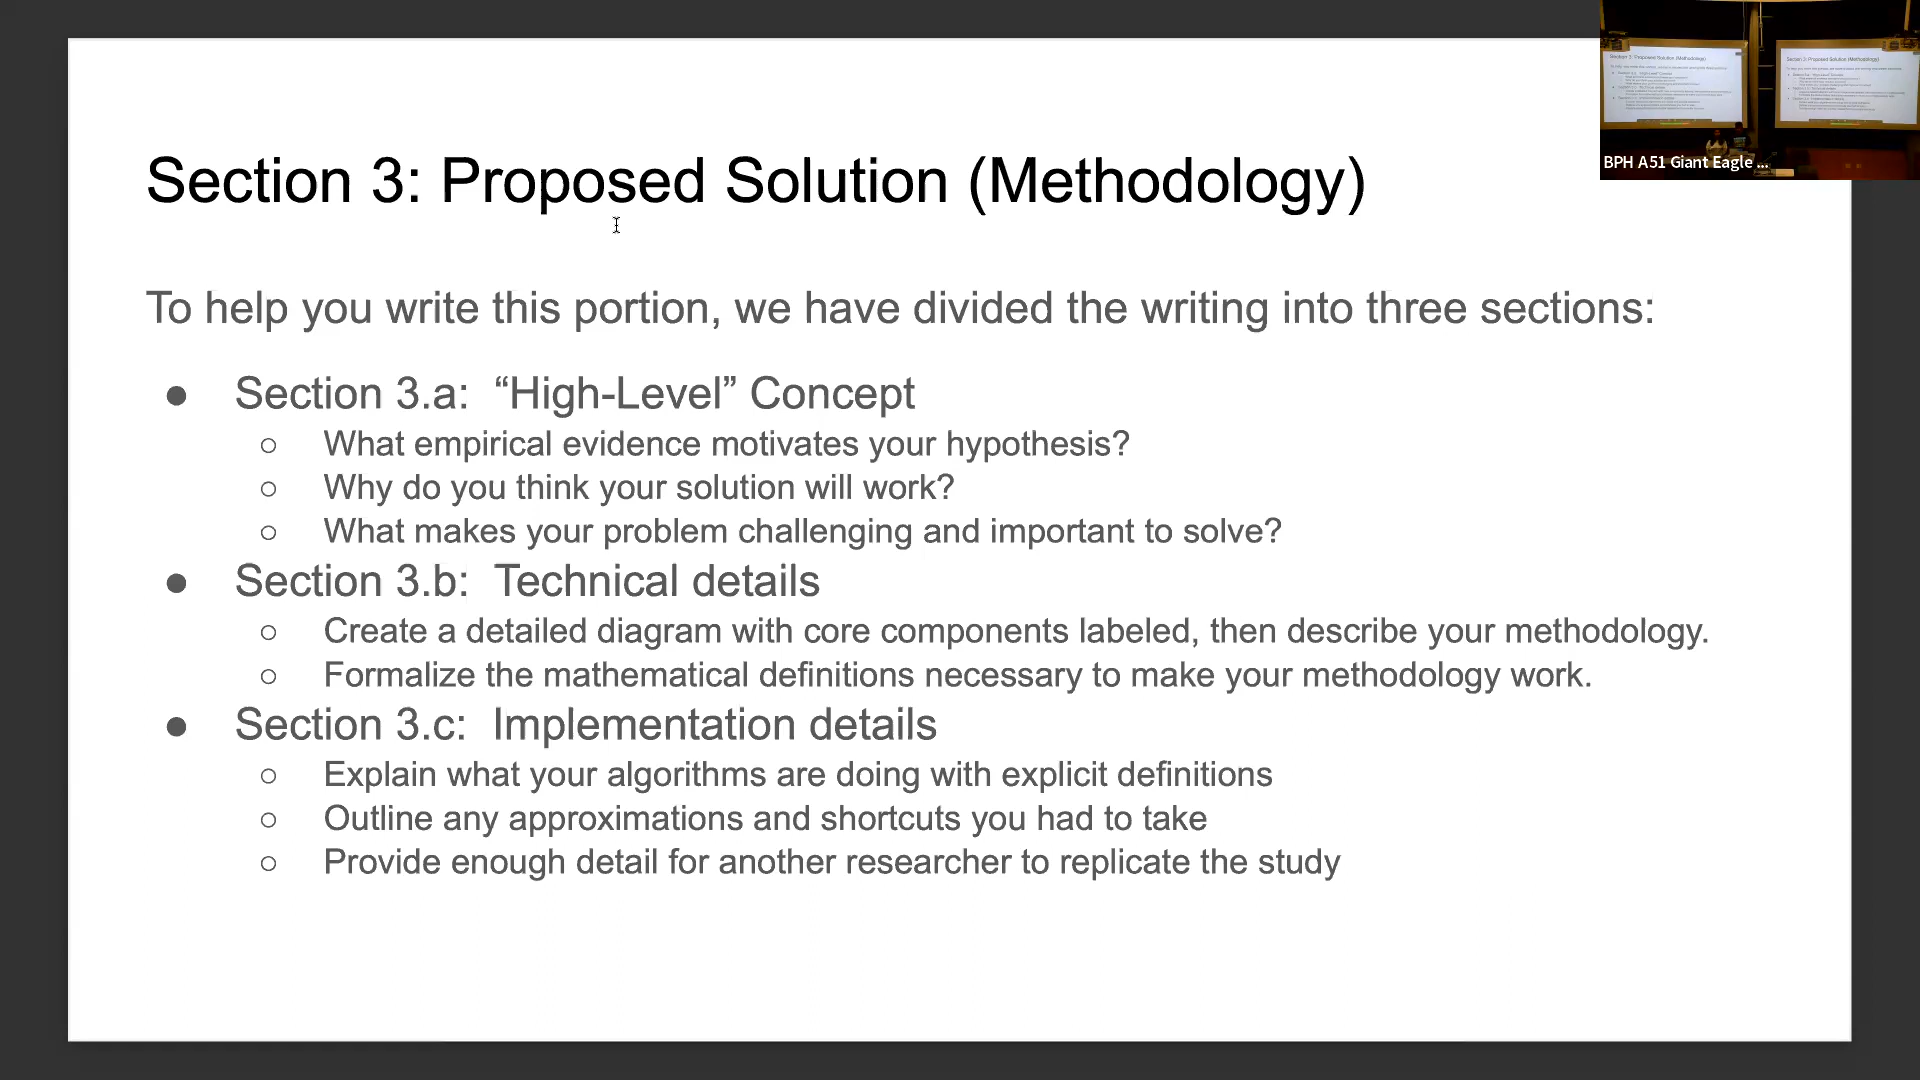 Section 3: Proposed Solution (Methodology)
BPH A51 Giant Eagle ...
To help you write this portion, we have divided the writing into three sections:
● Section 3.a: “High-Level” Concept
○ What empirical evidence motivates your hypothesis?
○ Why do you think your solution will work?
○ What makes your problem challenging and important to solve?
● Section 3.b: Technical details
○ Create a detailed diagram with core components labeled, then describe your methodology.
○ Formalize the mathematical definitions necessary to make your methodology work.
● Section 3.c: Implementation details
○ Explain what your algorithms are doing with explicit definitions
○ Outline any approximations and shortcuts you had to take
○ Provide enough detail for another researcher to replicate the study